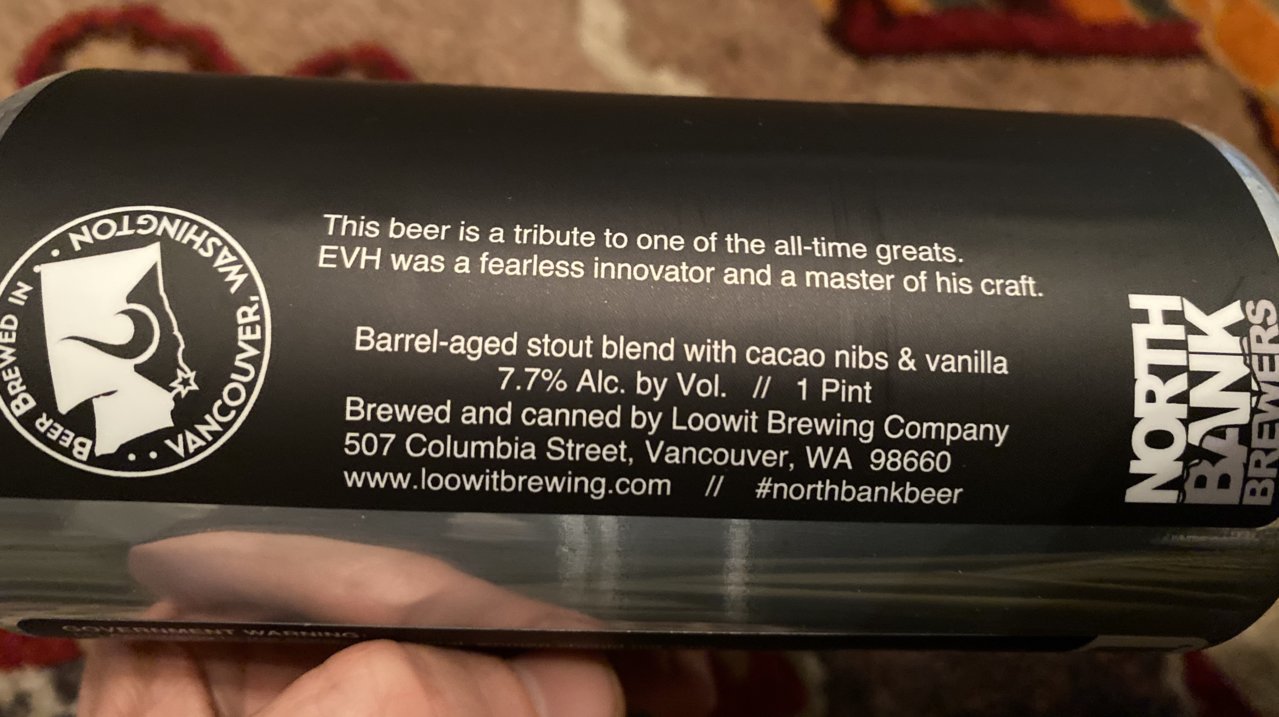 BEER BREWED IN . .
VANCOUVER, WASHINGTON . .
This beer is a tribute to one of the all-time greats.
EVH was a fearless innovator and a master of his craft.
Barrel-aged stout blend with cacao nibs & vanilla
7.7% Alc. by Vol. // 1 Pint
Brewed and canned by Loowit Brewing Company
507 Columbia Street, Vancouver, WA 98660
www.loowitbrewing.com // #northbankbeer
NORTH
BANK
BREWERS
GOVERNMENT WARNING